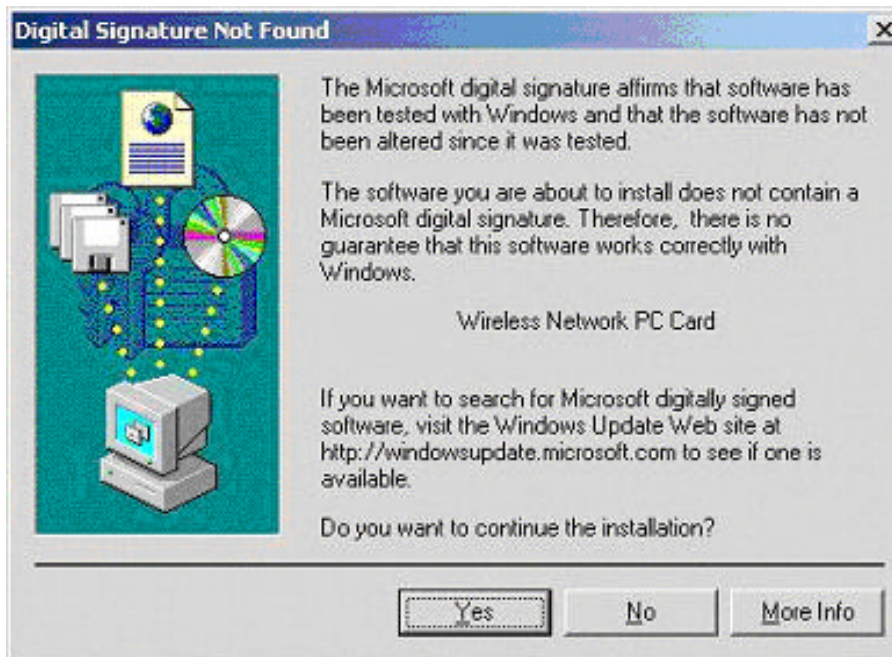 Digital Signature Not Found
The Microsoft digital signature affirms that software has
been tested with Windows and that the software has not
been altered since it was tested.
The software you are about to install does not contain a
Microsoft digital signature. Therefore, there is no
guarantee that this software works correctly with
Windows.
Wireless Network PC Card
If you want to search for Microsoft digitally signed
software, visit the Windows Update Web site at
http://windowsupdate.microsoft.com to see if one is
available.
Do you want to continue the installation?
Yes No More Info